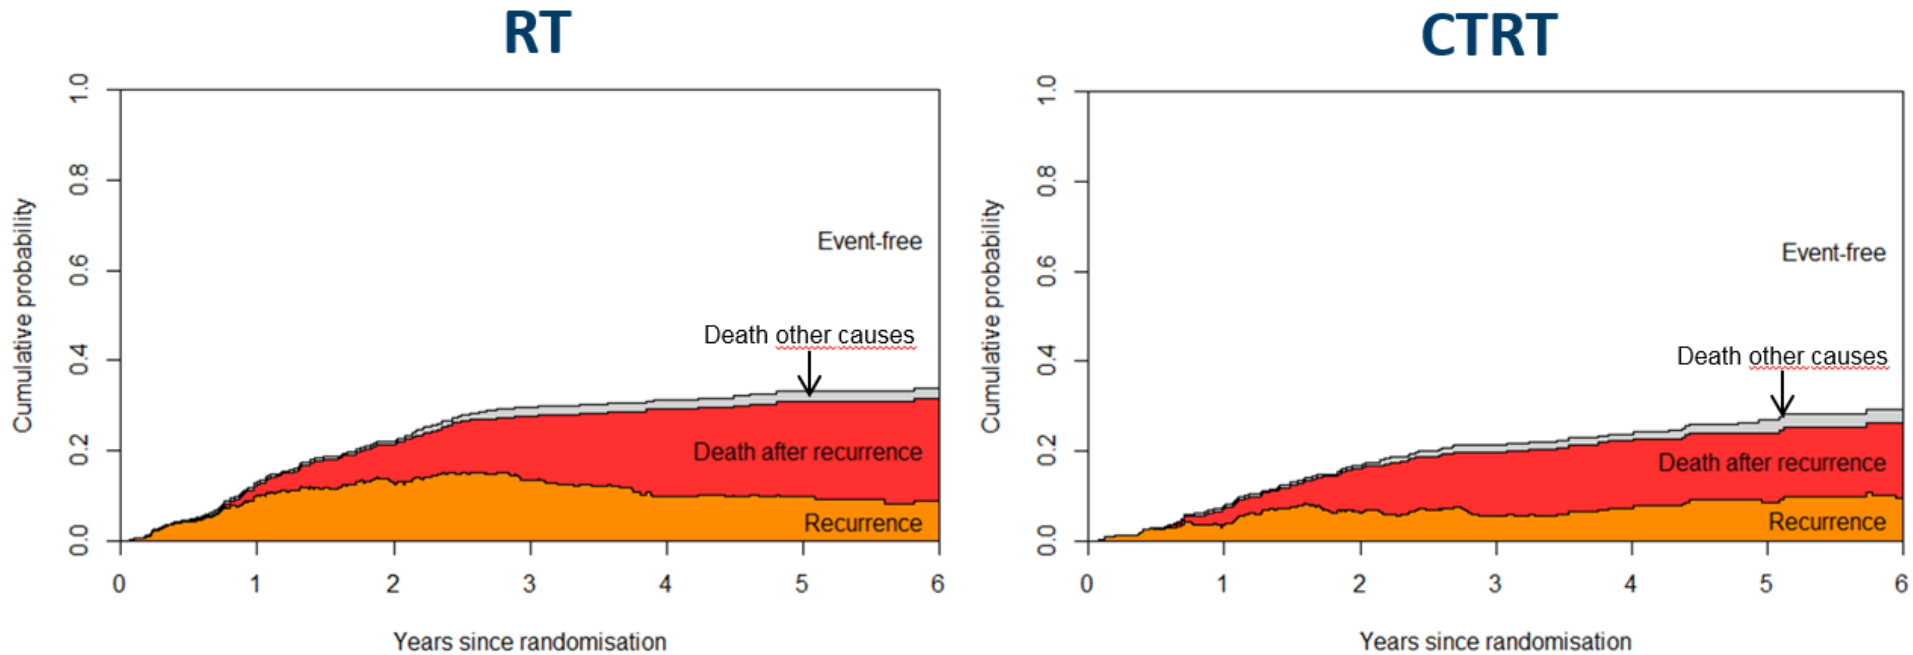 RT
Cumulative probability
1.0
0.8
0.6
0.4
0.2
0.0
Event-free
Death other causes
Death after recurrence
Recurrence
0 1 2 3 4 5 6
Years since randomisation
CTRT
Cumulative probability
1.0
0.8
0.6
0.4
0.2
0.0
Event-free
Death other causes
Death after recurrence
Recurrence
0 1 2 3 4 5 6
Years since randomisation